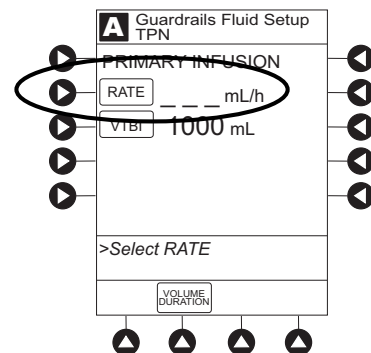 A Guardrails Fluid Setup
TPN
PRIMARY INFUSION
RATE _ _ _ mL/h
VTBI 1000 mL
>Select RATE
VOLUME
DURATION